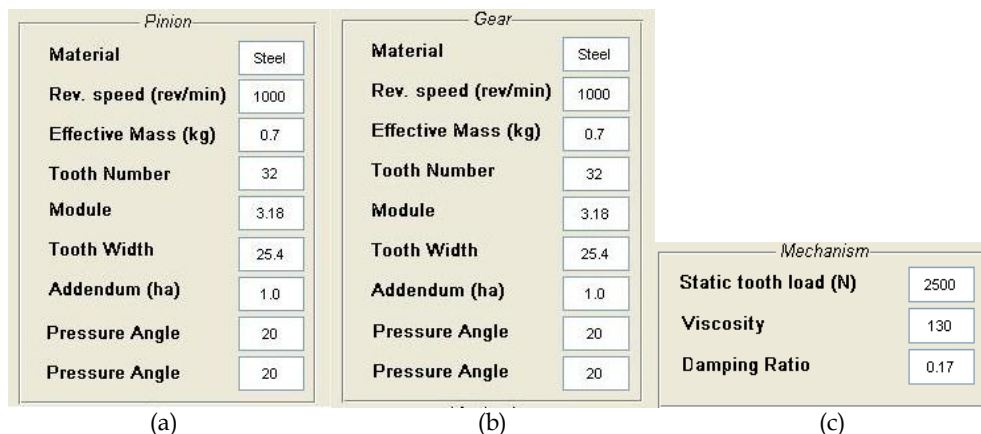 Pinion
Material Steel
Rev. speed (rev/min) 1000
Effective Mass (kg) 0.7
Tooth Number 32
Module 3.18
Tooth Width 25.4
Addendum (ha) 1.0
Pressure Angle 20
Pressure Angle 20
(a)
Gear
Material Steel
Rev. speed (rev/min) 1000
Effective Mass (kg) 0.7
Tooth Number 32
Module 3.18
Tooth Width 25.4
Addendum (ha) 1.0
Pressure Angle 20
Pressure Angle 20
(b)
Mechanism
Static tooth load (N) 2500
Viscosity 130
Damping Ratio 0.17
(c)